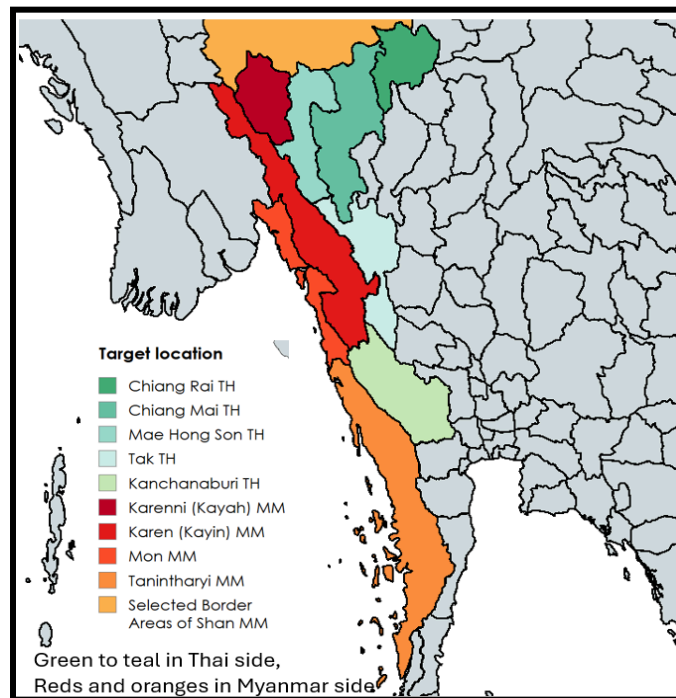 Target location
Chiang Rai TH
Chiang Mai TH
Mae Hong Son TH
Tak TH
Kanchanaburi TH
Karenni (Kayah) MM
Karen (Kayin) MM
Mon MM
Tanintharyi MM
Selected Border
Areas of Shan MM
Green to teal in Thai side,
Reds and oranges in Myanmar side